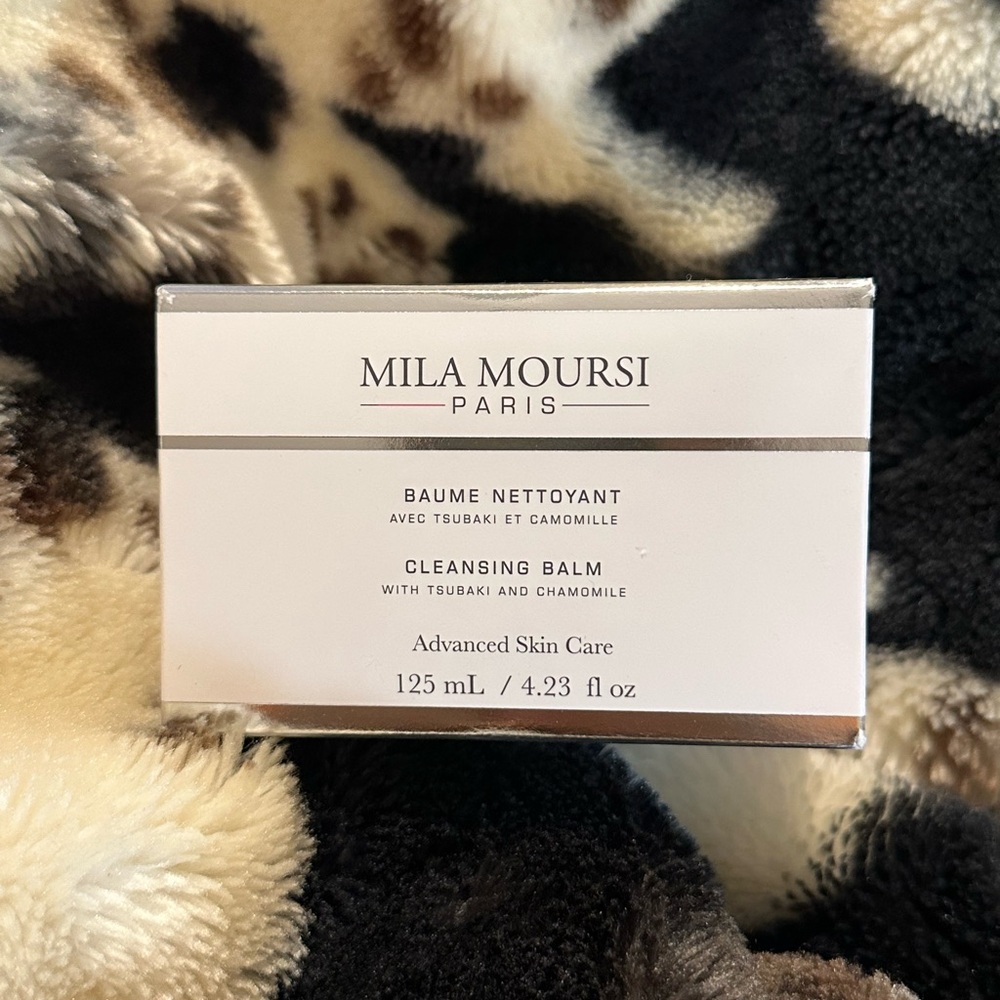 MILA MOURSI
PARIS
BAUME NETTOYANT
AVEC TSUBAKI ET CAMOMILLE
CLEANSING BALM
WITH TSUBAKI AND CHAMOMILE
Advanced Skin Care
125 mL / 4.23 fl oz